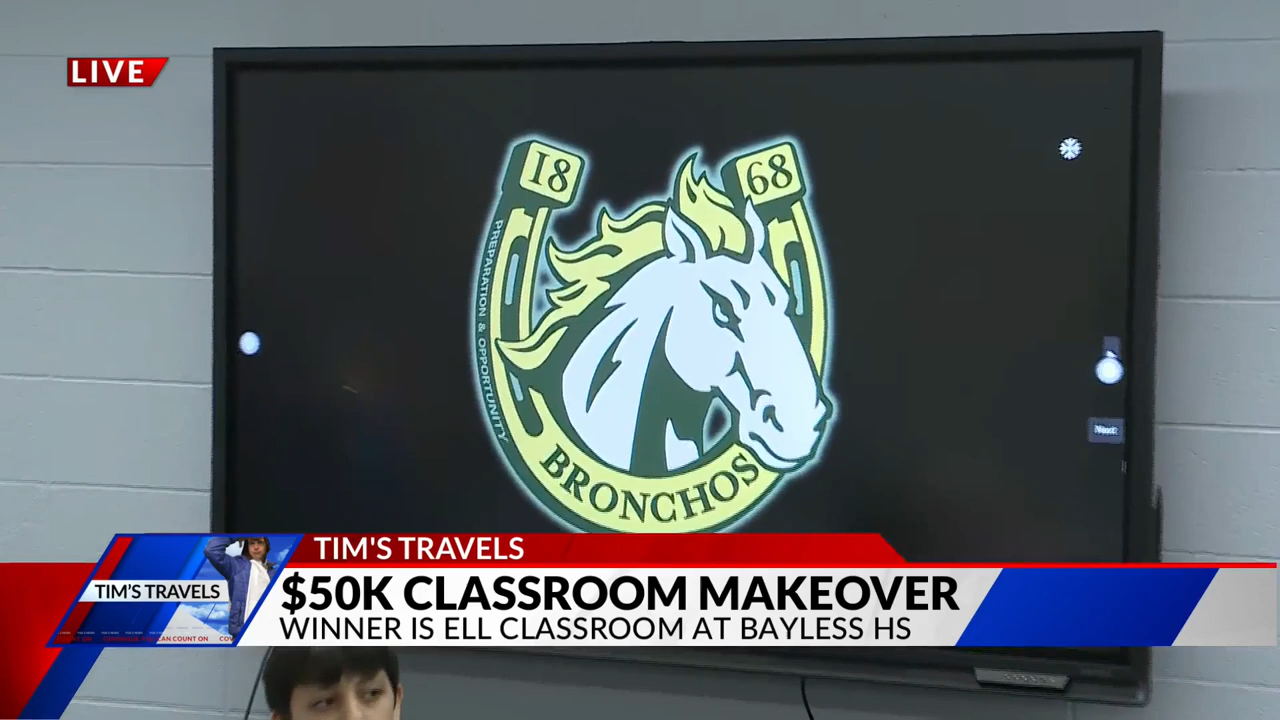 LIVE
18
68
PREPARATION & OPPORTUNITY
BRONCHOS
TIM'S TRAVELS
TIM'S TRAVELS
$50K CLASSROOM MAKEOVER
WINNER IS ELL CLASSROOM AT BAYLESS HS